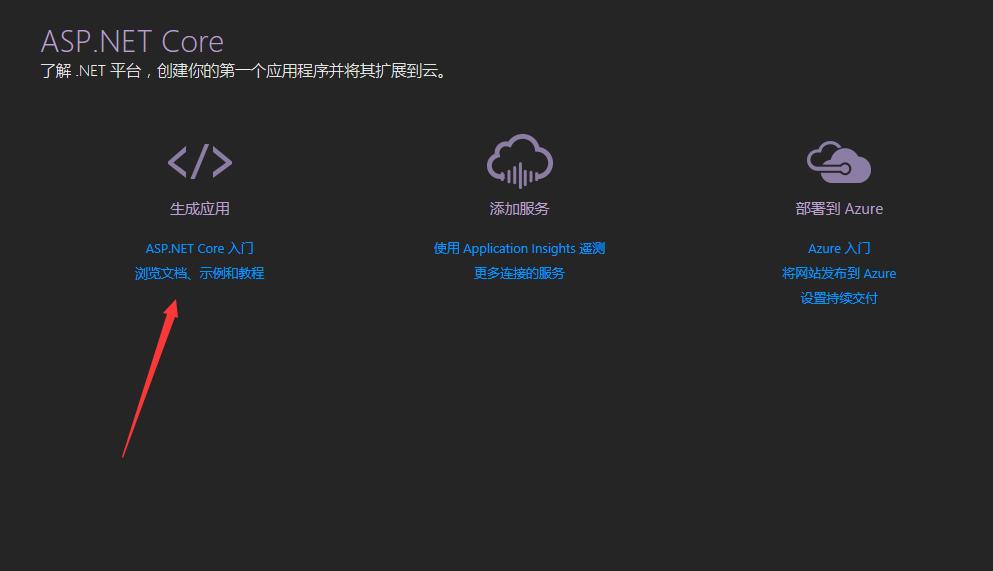 ASP.NET Core
了解 .NET 平台，创建你的第一个应用程序并将其扩展到云。
生成应用
ASP.NET Core 入门
浏览文档、示例和教程
添加服务
使用 Application Insights 遥测
更多连接的服务
部署到 Azure
Azure 入门
将网站发布到 Azure
设置持续交付